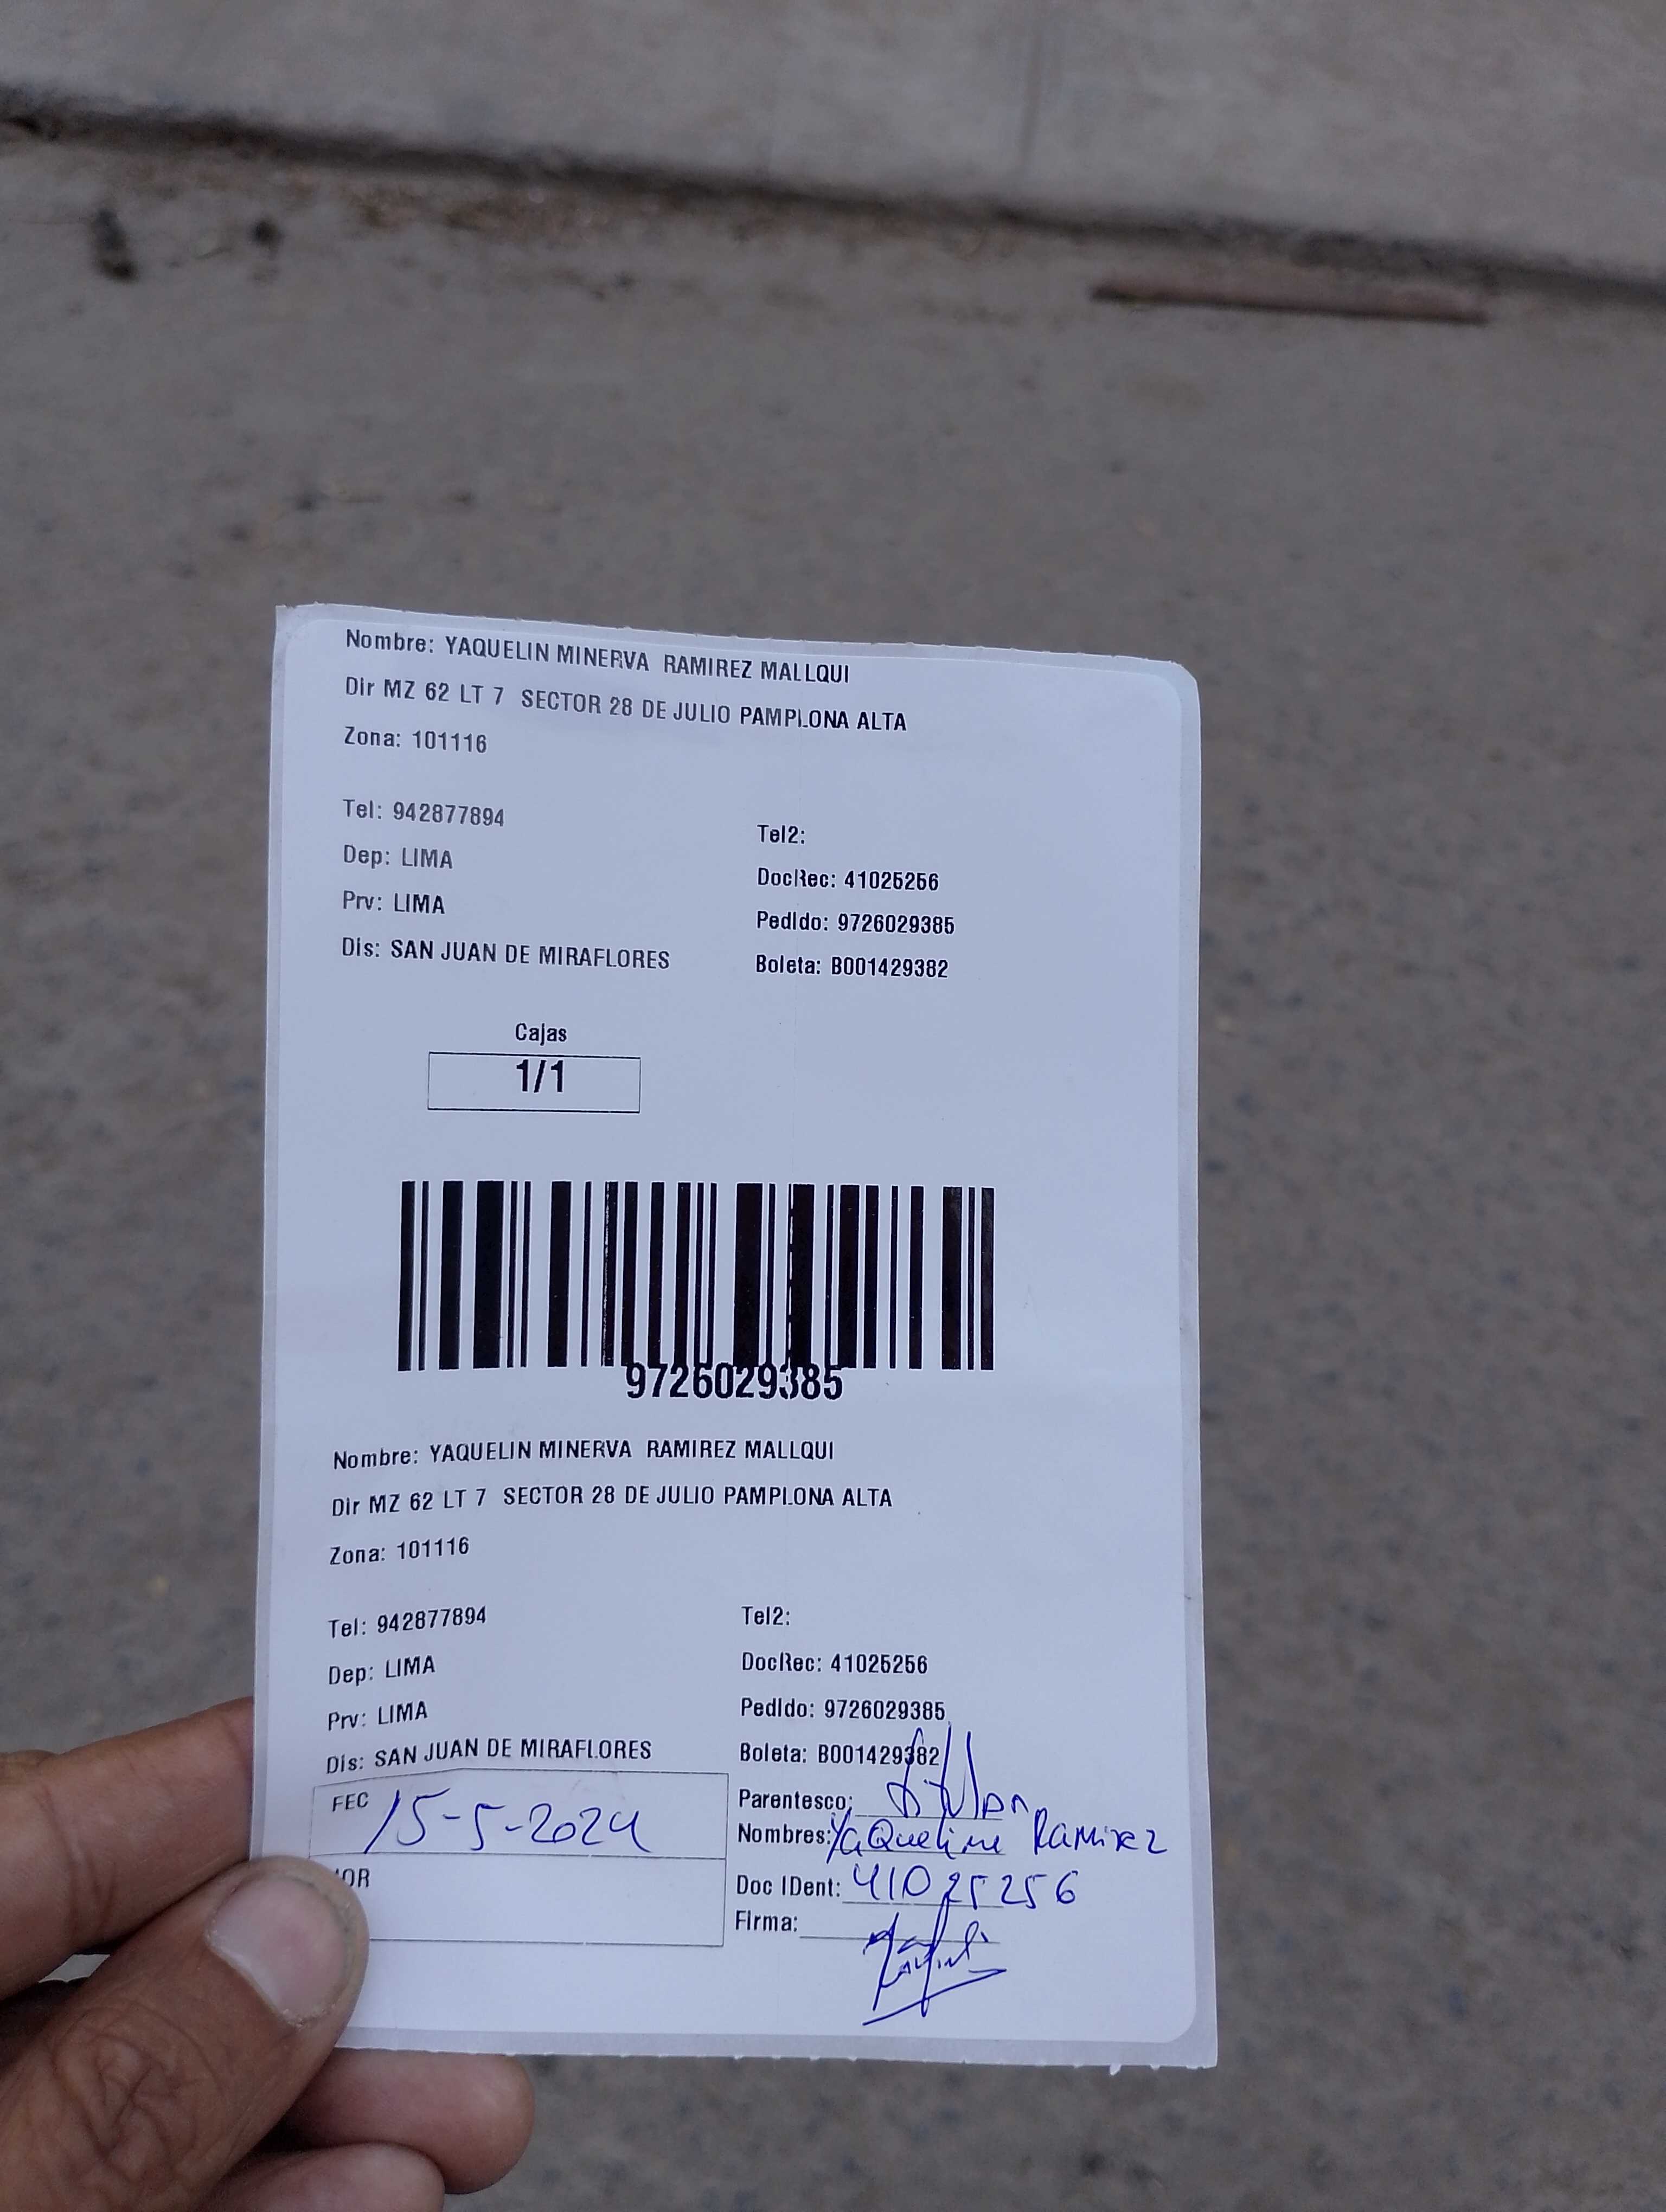 Nombre: YAQUELIN MINERVA RAMIREZ MALLQUI
Dir MZ 62 LT 7 SECTOR 28 DE JULIO PAMPLONA ALTA
Zona: 101116
Tel: 942877894
Tel2:
Dep: LIMA
DocRec: 41025256
Prv: LIMA
Pedido: 9726029385
Dis: SAN JUAN DE MIRAFLORES
Boleta: B001429382
Cajas
1/1
9726029385
Nombre: YAQUELIN MINERVA RAMIREZ MALLQUI
Dir MZ 62 LT 7 SECTOR 28 DE JULIO PAMPLONA ALTA
Zona: 101116
Tel: 942877894
Tel2:
Dep: LIMA
DocRec: 41025256
Prv: LIMA
Pedido: 9726029385
Dis: SAN JUAN DE MIRAFLORES
Boleta: B001429382
FEC 15-5-2024
Parentesco:
Nombres: Yaqueline Ramirez
Doc IDent: 41025256
Firma: